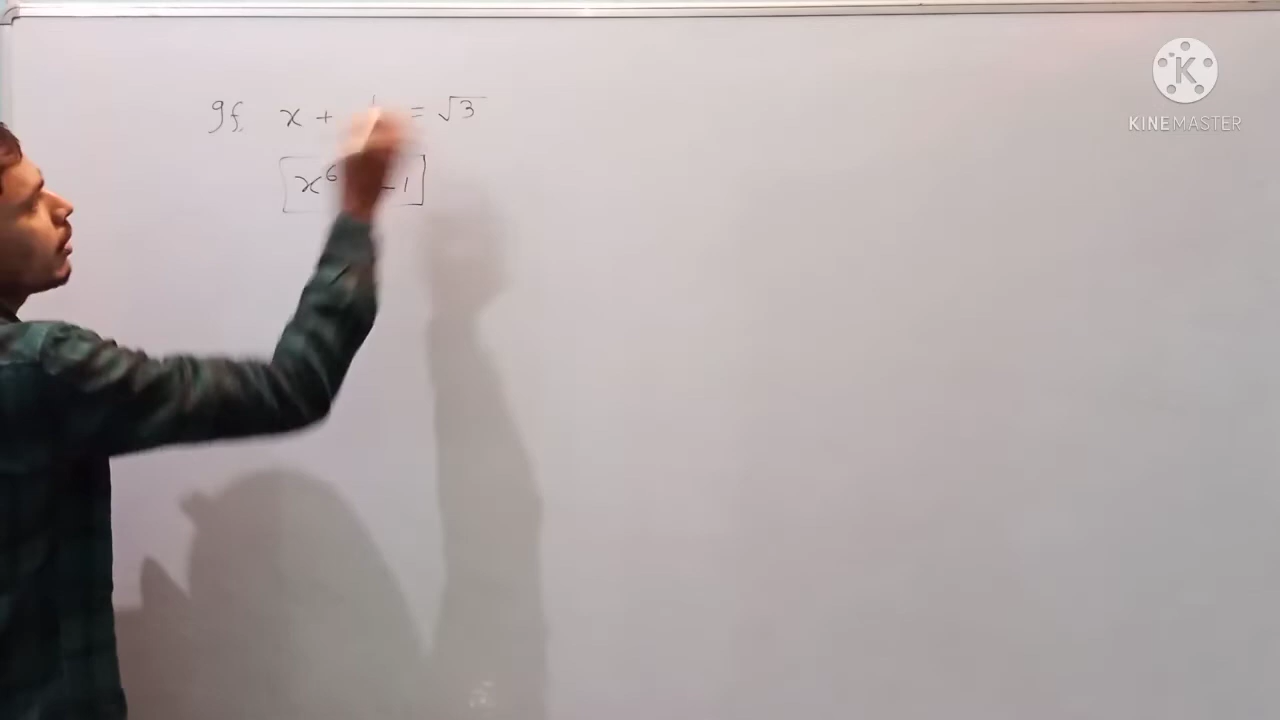 If x + = √3
x⁶ -1
KINEMASTER